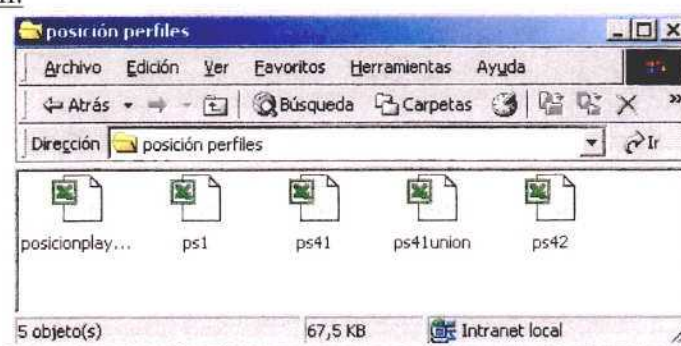 posición perfiles
Archivo Edición Ver Favoritos Herramientas Ayuda
Atrás Búsqueda Carpetas »
Dirección posición perfiles Ir
posicionplay... ps1 ps41 ps41union ps42
5 objeto(s) 67,5 KB Intranet local